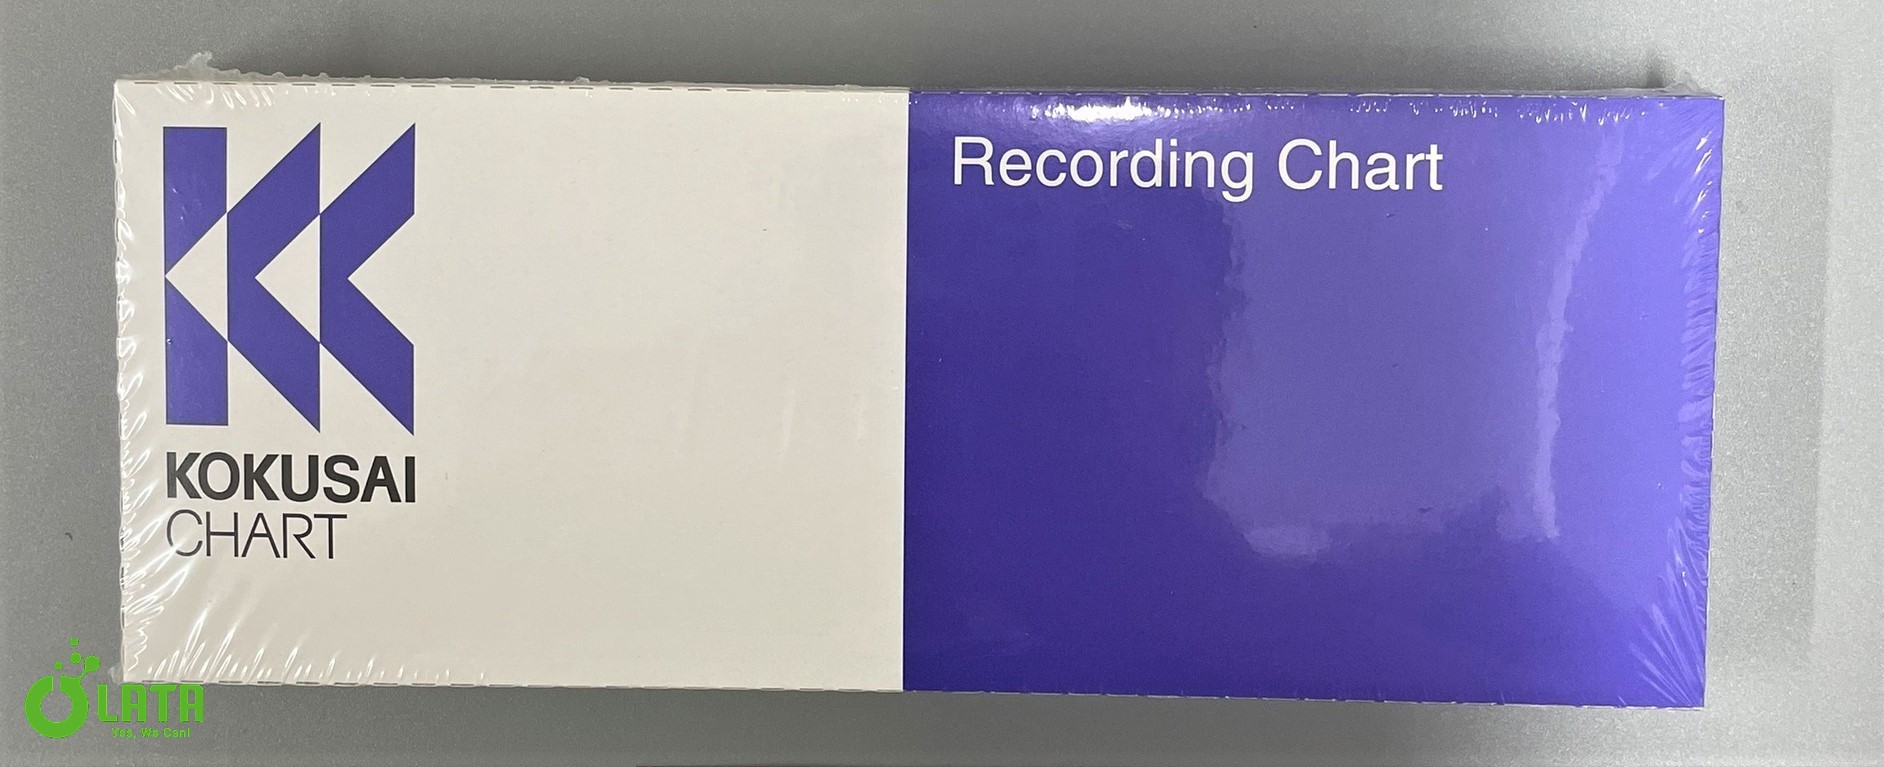 Recording Chart
KOKUSAI
CHART
LATA
Yes, We Can!